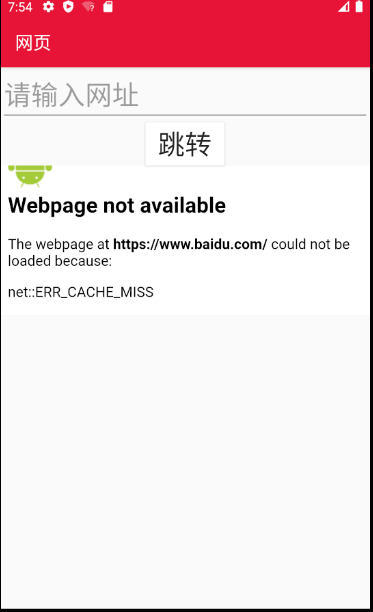 7:54
网页
请输入网址
跳转
Webpage not available
The webpage at https://www.baidu.com/ could not be
loaded because:
net::ERR_CACHE_MISS